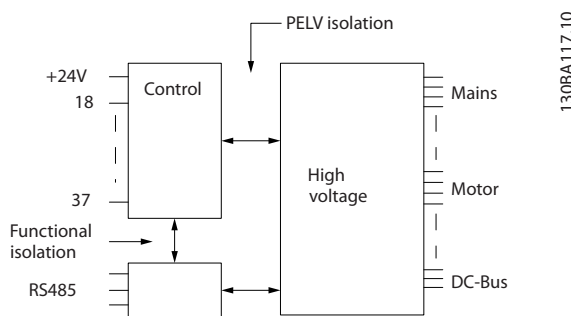 PELV isolation
130BA117.10
+24V
Control
Mains
18
High
voltage
Motor
37
Functional
isolation
RS485
DC-Bus